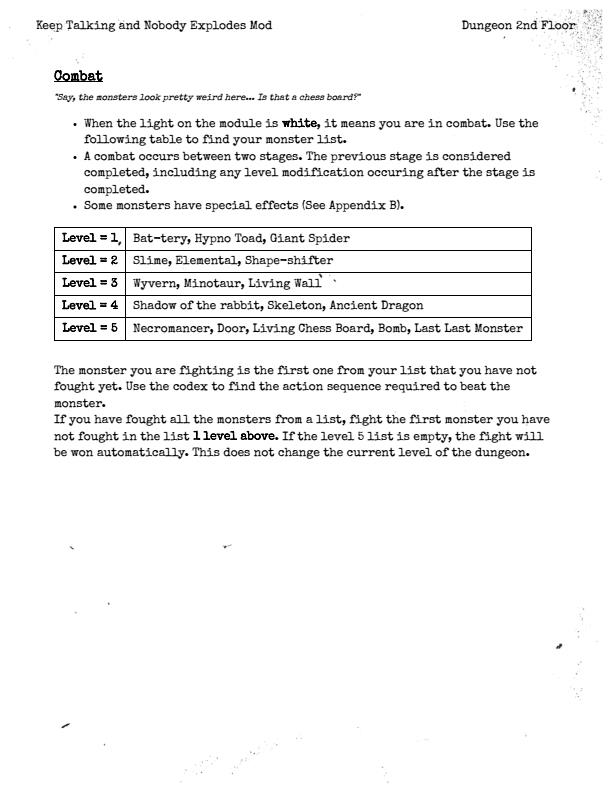 Keep Talking and Nobody Explodes Mod Dungeon 2nd Floor
Combat
"Say, the monsters look pretty weird here... Is that a chess board?"
• When the light on the module is white, it means you are in combat. Use the
following table to find your monster list.
• A combat occurs between two stages. The previous stage is considered
completed, including any level modification occuring after the stage is
completed.
• Some monsters have special effects (See Appendix B).
Level = 1 Bat-tery, Hypno Toad, Giant Spider
Level = 2 Slime, Elemental, Shape-shifter
Level = 3 Wyvern, Minotaur, Living Wall
Level = 4 Shadow of the rabbit, Skeleton, Ancient Dragon
Level = 5 Necromancer, Door, Living Chess Board, Bomb, Last Last Monster
The monster you are fighting is the first one from your list that you have not
fought yet. Use the codex to find the action sequence required to beat the
monster.
If you have fought all the monsters from a list, fight the first monster you have
not fought in the list 1 level above. If the level 5 list is empty, the fight will
be won automatically. This does not change the current level of the dungeon.